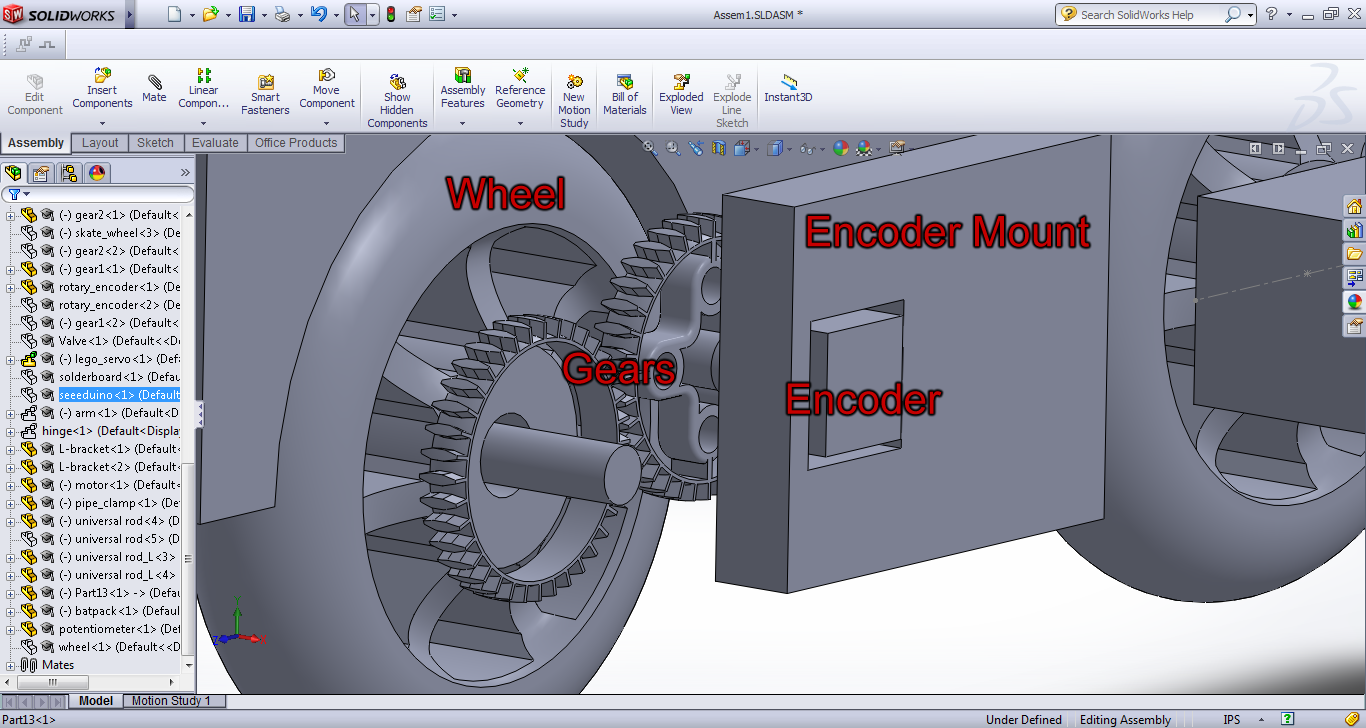 SOLIDWORKS
Assem1.SLDASM *
Search SolidWorks Help
Edit Component
Insert Components
Mate
Linear Compon...
Smart Fasteners
Move Component
Show Hidden Components
Assembly Features
Reference Geometry
New Motion Study
Bill of Materials
Exploded View
Explode Line Sketch
Instant3D
Assembly Layout Sketch Evaluate Office Products
(-) gear2<1> (Default<
(-) skate_wheel<3> (De
(-) gear2<2> (Default<
(-) gear1<1> (Default<
rotary_encoder<1> (De
rotary_encoder<2> (De
(-) gear1<2> (Default<
Valve<1> (Default<<D
(-) lego_servo<1> (Def
solderboard<1> (Defau
seeeduino<1> (Default
(-) arm<1> (Default<D
hinge<1> (Default<Displa
L-bracket<1> (Default<
L-bracket<2> (Default<
(-) motor<1> (Default<
(-) pipe_clamp<1> (De
(-) universal rod<4> (D
(-) universal rod<5> (D
(-) universal rod_L<3>
(-) universal rod_L<4>
(-) Part13<1> -> (Defau
(-) batpack<1> (Defaul
potentiometer<1> (Def
wheel<1> (Default<<D
Mates
Wheel
Encoder Mount
Gears
Encoder
Model Motion Study 1
Part13<1>
Under Defined Editing Assembly IPS